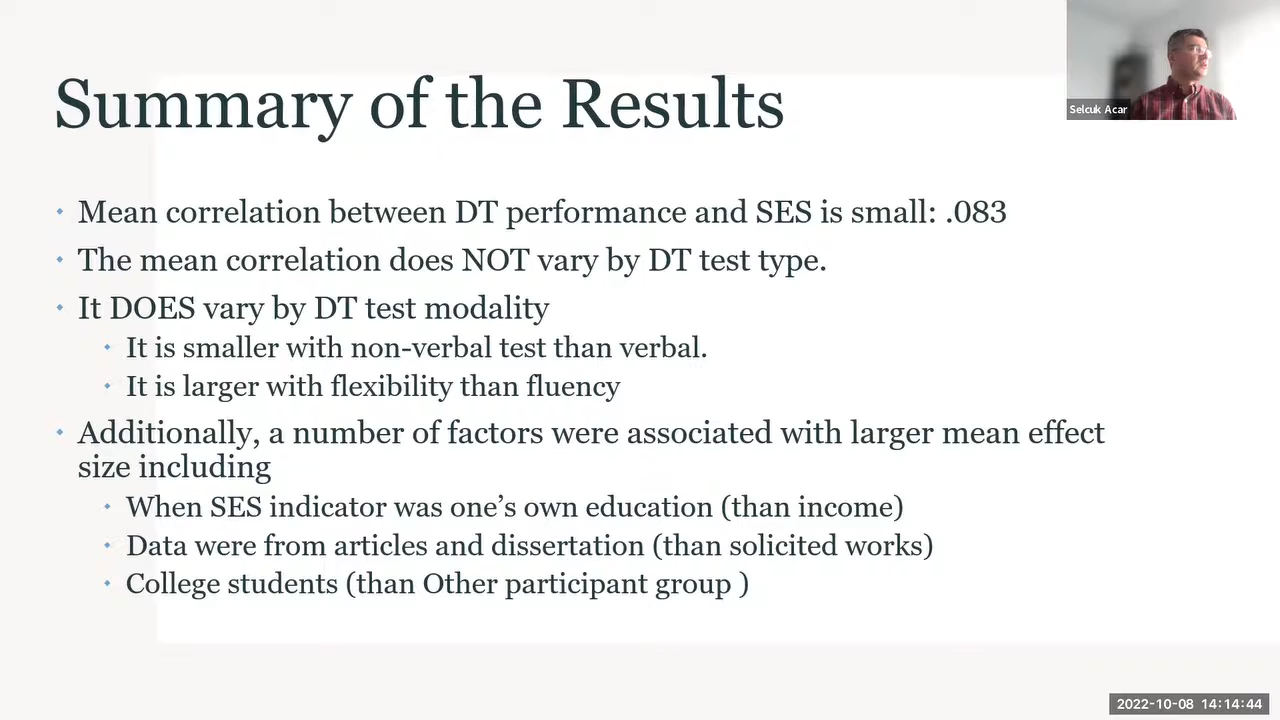 Summary of the Results
Selcuk Acar
Mean correlation between DT performance and SES is small: .083
The mean correlation does NOT vary by DT test type.
It DOES vary by DT test modality
It is smaller with non-verbal test than verbal.
It is larger with flexibility than fluency
Additionally, a number of factors were associated with larger mean effect
size including
When SES indicator was one’s own education (than income)
Data were from articles and dissertation (than solicited works)
College students (than Other participant group )
2022-10-08 14:14:44